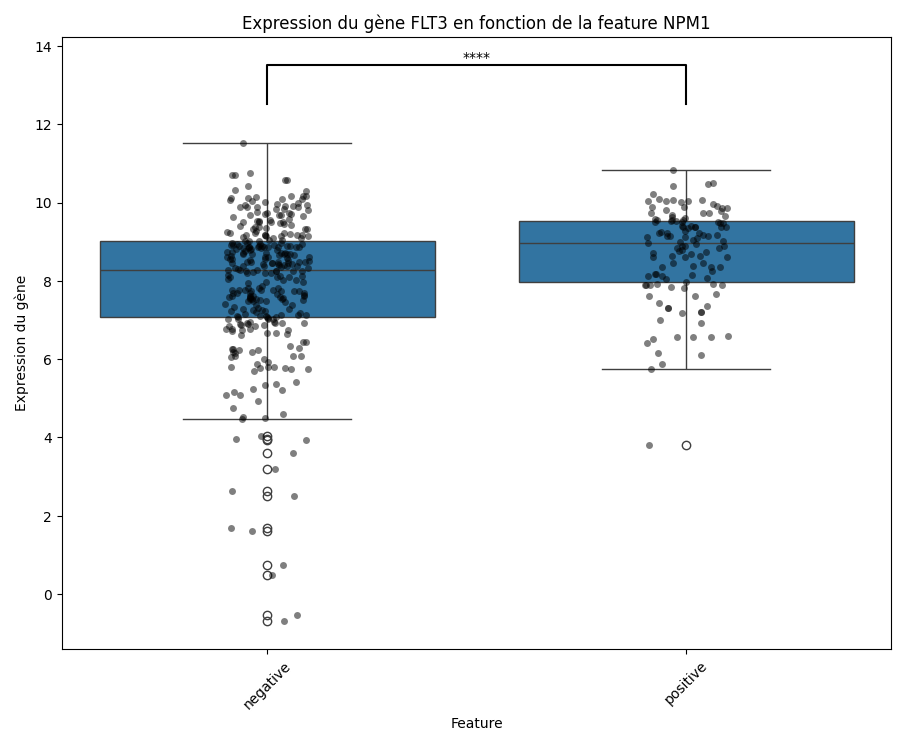 Expression du gène FLT3 en fonction de la feature NPM1
14
12
10
8
6
4
2
0
Expression du gène
****
negative
positive
Feature